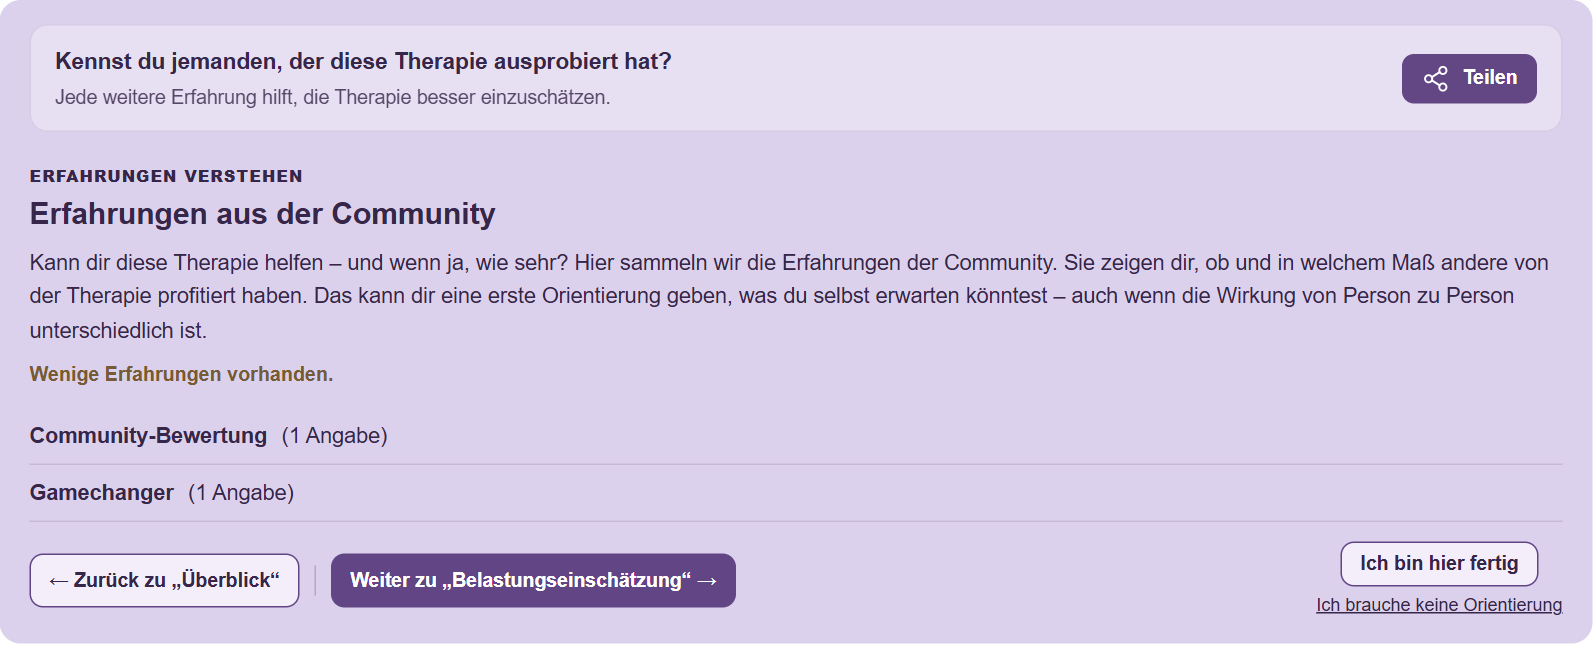 Kennst du jemanden, der diese Therapie ausprobiert hat?
Jede weitere Erfahrung hilft, die Therapie besser einzuschätzen.
Teilen
ERFAHRUNGEN VERSTEHEN
Erfahrungen aus der Community
Kann dir diese Therapie helfen – und wenn ja, wie sehr? Hier sammeln wir die Erfahrungen der Community. Sie zeigen dir, ob und in welchem Maß andere von
der Therapie profitiert haben. Das kann dir eine erste Orientierung geben, was du selbst erwarten könntest – auch wenn die Wirkung von Person zu Person
unterschiedlich ist.
Wenige Erfahrungen vorhanden.
Community-Bewertung (1 Angabe)
Gamechanger (1 Angabe)
← Zurück zu „Überblick“
Weiter zu „Belastungseinschätzung“ →
Ich bin hier fertig
Ich brauche keine Orientierung